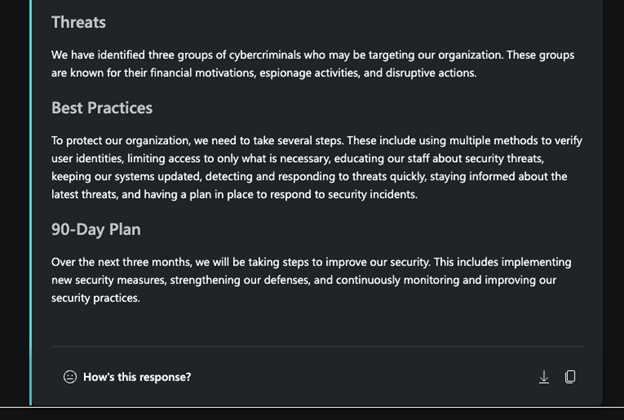 Threats
We have identified three groups of cybercriminals who may be targeting our organization. These groups
are known for their financial motivations, espionage activities, and disruptive actions.
Best Practices
To protect our organization, we need to take several steps. These include using multiple methods to verify
user identities, limiting access to only what is necessary, educating our staff about security threats,
keeping our systems updated, detecting and responding to threats quickly, staying informed about the
latest threats, and having a plan in place to respond to security incidents.
90-Day Plan
Over the next three months, we will be taking steps to improve our security. This includes implementing
new security measures, strengthening our defenses, and continuously monitoring and improving our
security practices.
How's this response?